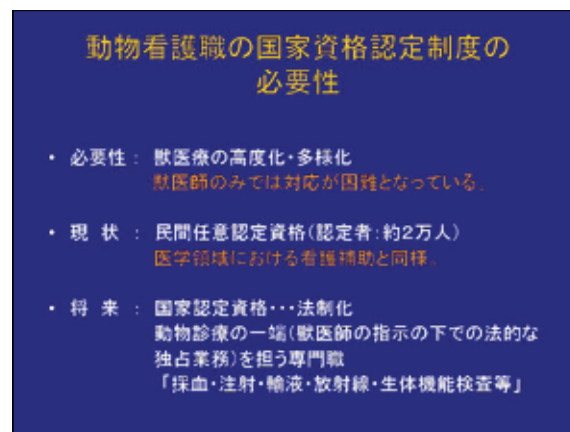 動物看護職の国家資格認定制度の
必要性
・ 必要性： 獣医療の高度化・多様化
獣医師のみでは対応が困難となっている。
・ 現 状 ： 民間任意認定資格（認定者：約2万人）
医学領域における看護補助と同様。
・ 将 来 ： 国家認定資格・・・法制化
動物診療の一端（獣医師の指示の下での法的な
独占業務）を担う専門職
「採血・注射・輸液・放射線・生体機能検査等」